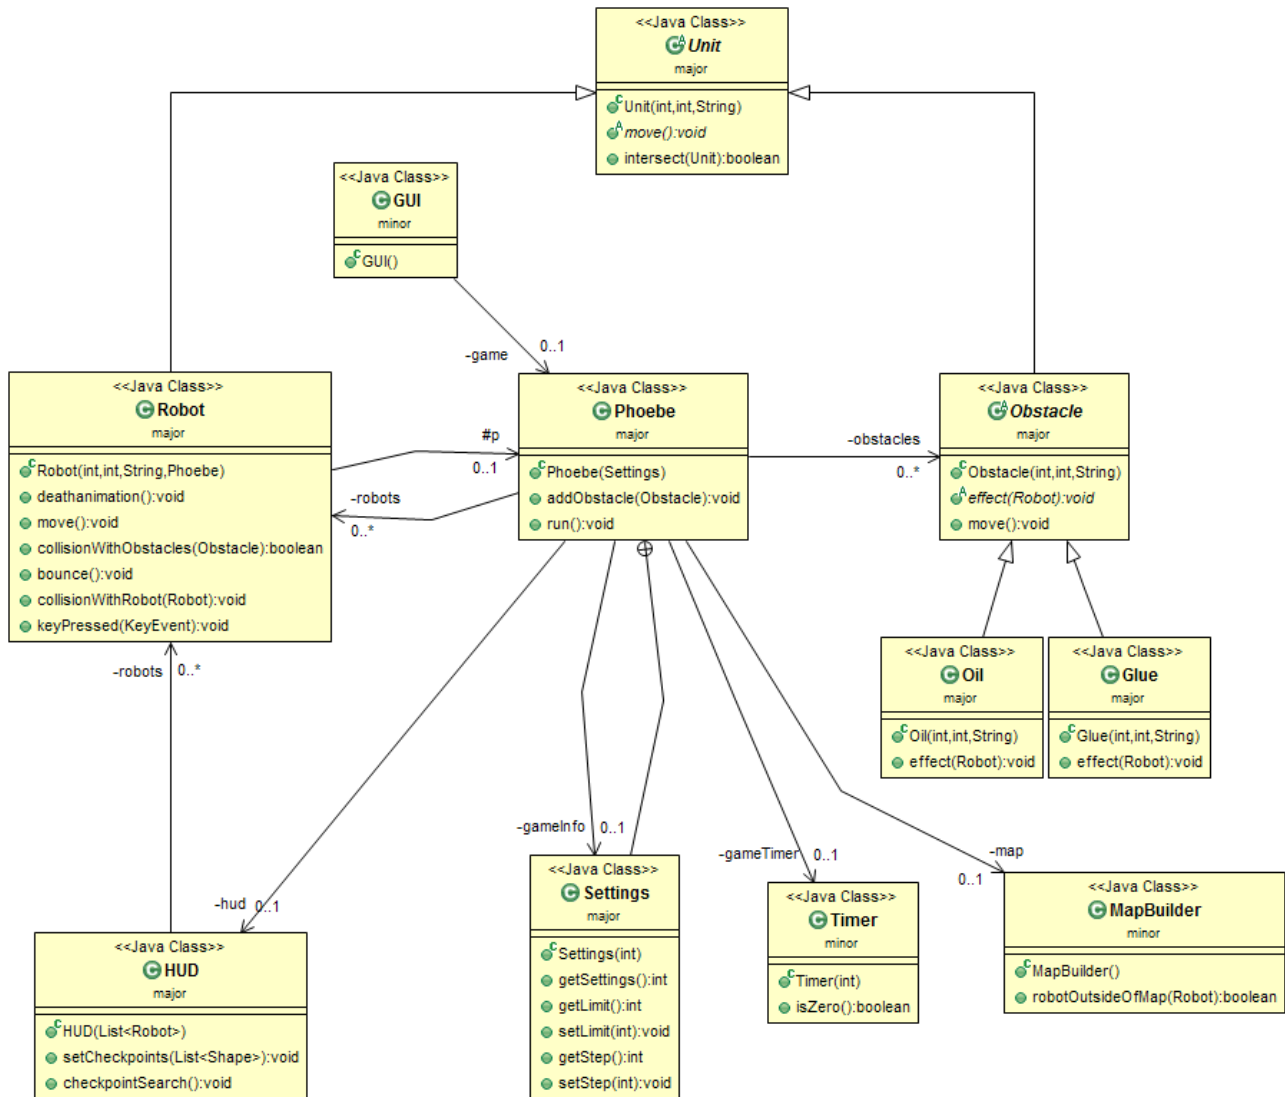 <<Java Class>>
Unit
major
Unit(int,int,String)
move():void
intersect(Unit):boolean
<<Java Class>>
GUI
minor
GUI()
-game
0..1
<<Java Class>>
Robot
major
Robot(int,int,String,Phoebe)
deathanimation():void
move():void
collisionWithObstacles(Obstacle):boolean
bounce():void
collisionWithRobot(Robot):void
keyPressed(KeyEvent):void
#p
0..1
-robots
0..*
<<Java Class>>
Phoebe
major
Phoebe(Settings)
addObstacle(Obstacle):void
run():void
-obstacles
0..*
<<Java Class>>
Obstacle
major
Obstacle(int,int,String)
effect(Robot):void
move():void
<<Java Class>>
Oil
major
Oil(int,int,String)
effect(Robot):void
<<Java Class>>
Glue
major
Glue(int,int,String)
effect(Robot):void
-robots
0..*
-hud
0..1
-gameInfo
0..1
-gameTimer
0..1
-map
0..1
<<Java Class>>
HUD
major
HUD(List<Robot>)
setCheckpoints(List<Shape>):void
checkpointSearch():void
<<Java Class>>
Settings
major
Settings(int)
getSettings():int
getLimit():int
setLimit(int):void
getStep():int
setStep(int):void
<<Java Class>>
Timer
minor
Timer(int)
isZero():boolean
<<Java Class>>
MapBuilder
minor
MapBuilder()
robotOutsideOfMap(Robot):boolean